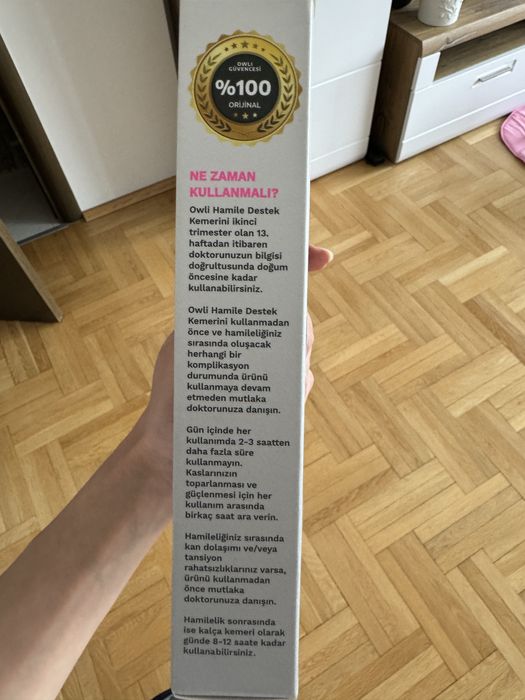 OWLI
GÜVENCESİ
%100
ORİJİNAL
NE ZAMAN
KULLANMALI?
Owli Hamile Destek
Kemerini ikinci
trimester olan 13.
haftadan itibaren
doktorunuzun bilgisi
doğrultusunda doğum
öncesine kadar
kullanabilirsiniz.
Owli Hamile Destek
Kemerini kullanmadan
önce ve hamileliğiniz
sırasında oluşacak
herhangi bir
komplikasyon
durumunda ürünü
kullanmaya devam
etmeden mutlaka
doktorunuza danışın.
Gün içinde her
kullanımda 2-3 saatten
daha fazla süre
kullanmayın.
Kaslarınızın
toparlanması ve
güçlenmesi için her
kullanım arasında
birkaç saat ara verin.
Hamileliğiniz sırasında
kan dolaşımı ve/veya
tansiyon
rahatsızlıklarınız varsa,
ürünü kullanmadan
önce mutlaka
doktorunuza danışın.
Hamilelik sonrasında
ise kalça kemeri olarak
günde 8-12 saate kadar
kullanabilirsiniz.